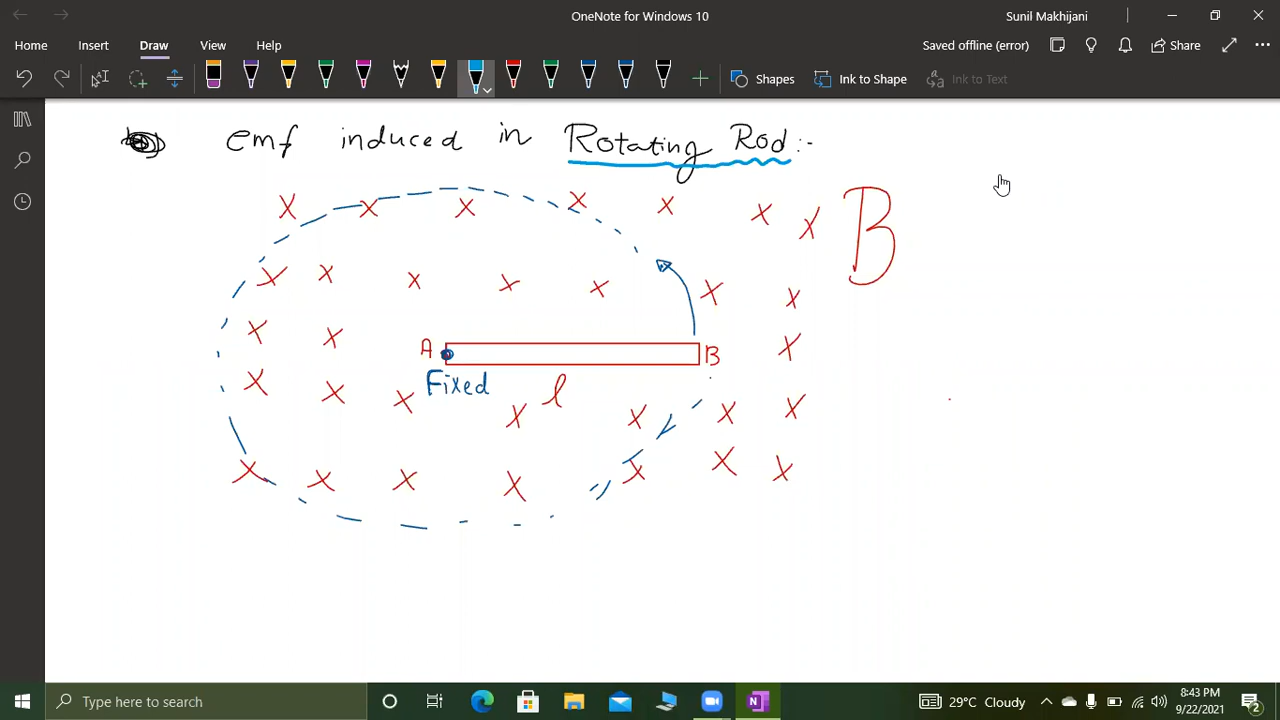 OneNote for Windows 10
Sunil Makhijani
Home Insert Draw View Help
Saved offline (error)
Share
Shapes
Ink to Shape
Ink to Text
emf induced in Rotating Rod:-
X X X X X X X B
X X X X X X X
X X A B X
Fixed l
X X X X X X X
X X X X X X X
Type here to search
29°C Cloudy
8:43 PM
9/22/2021
2